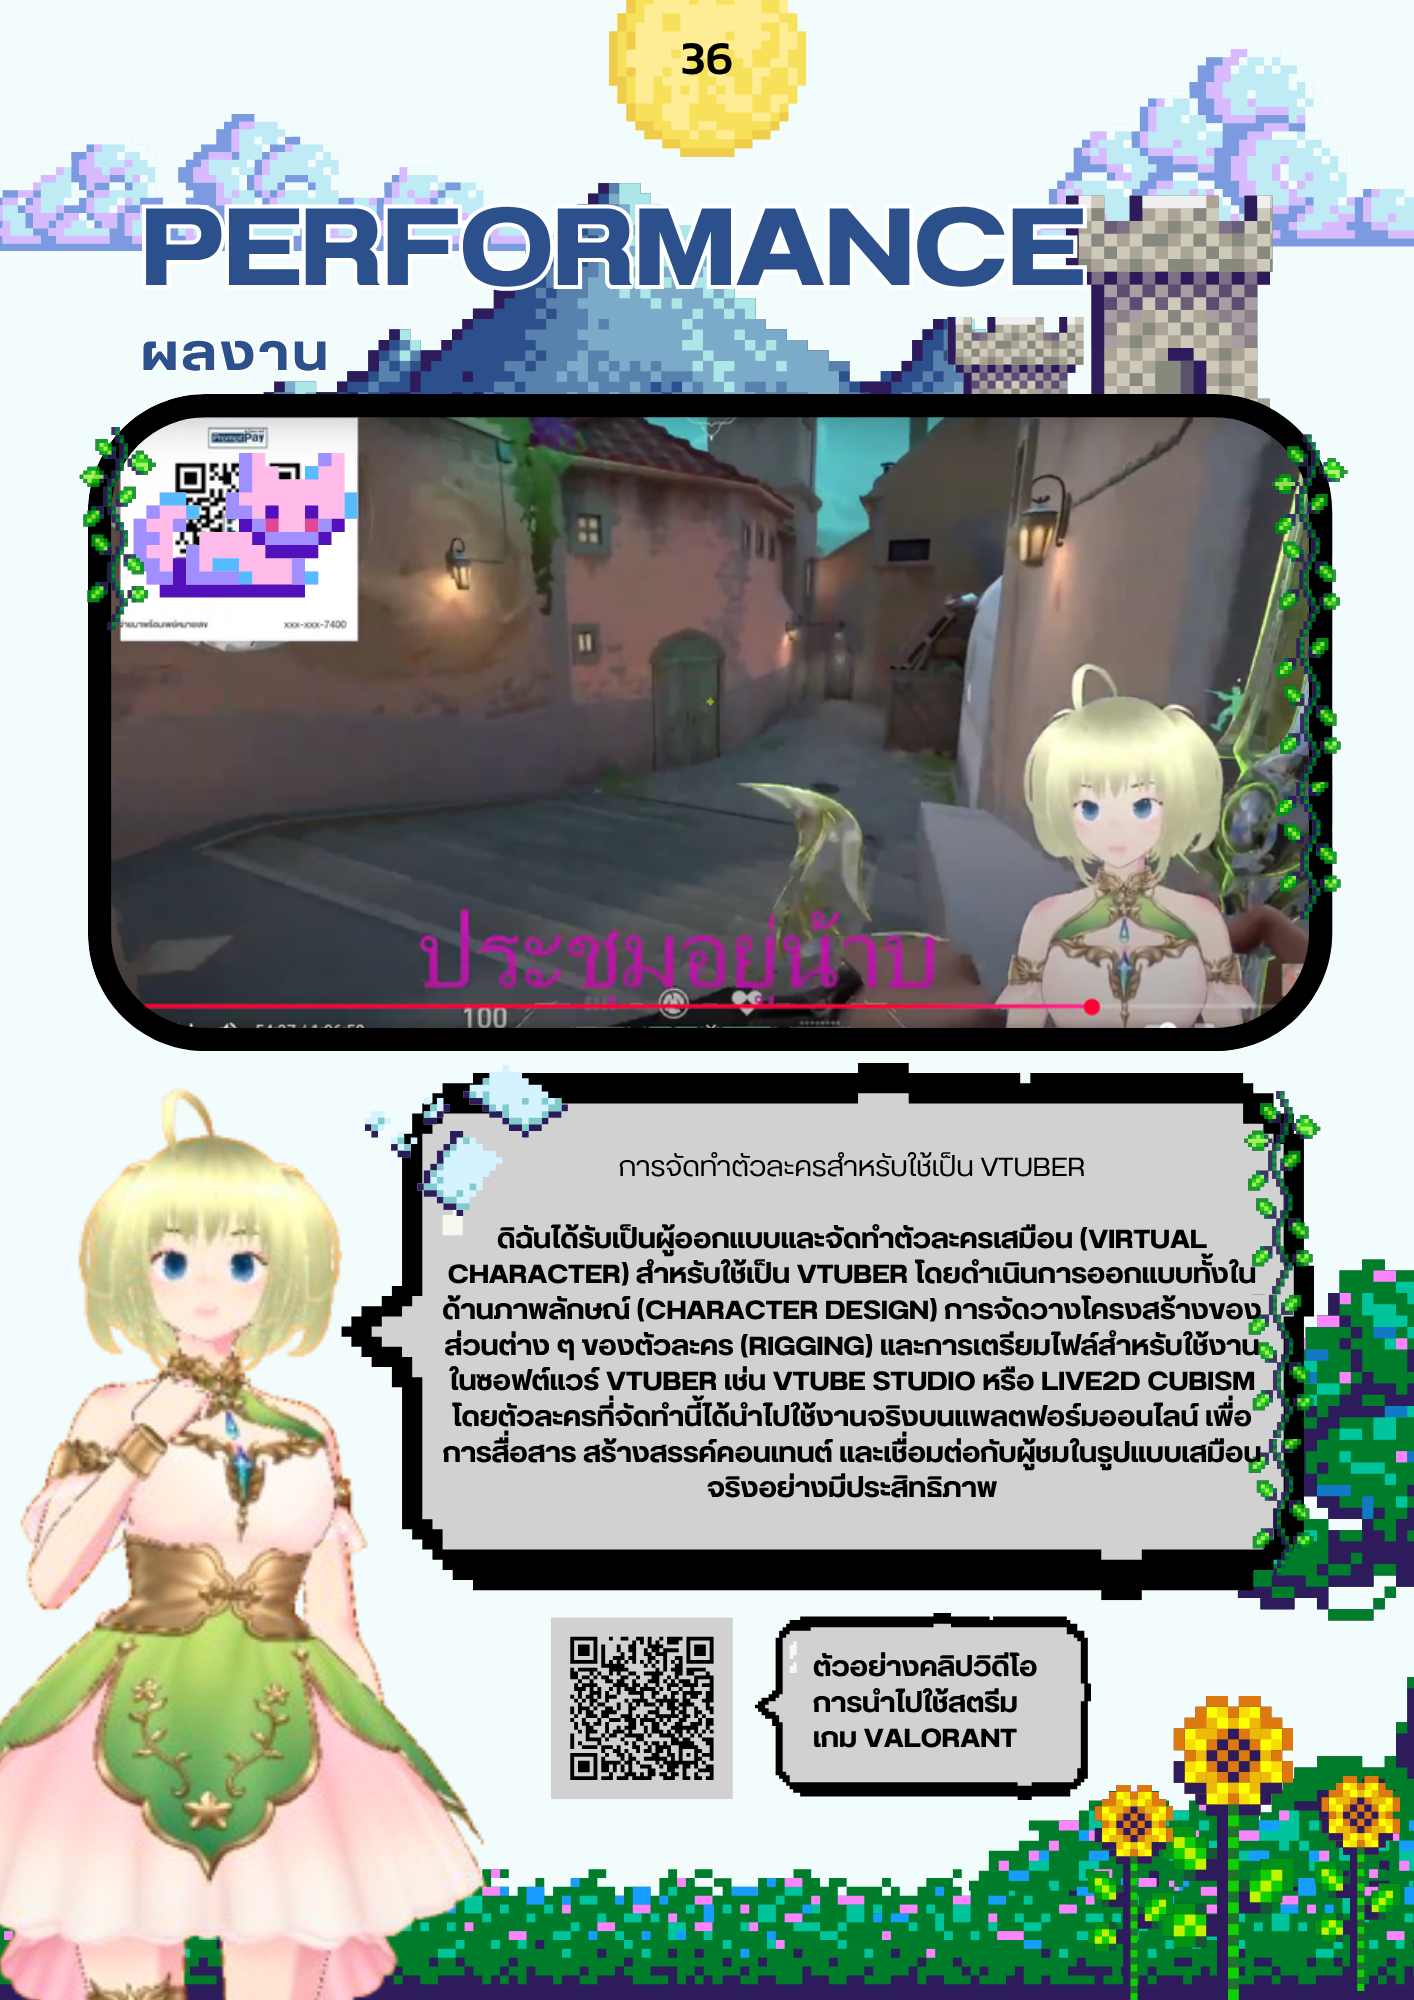 36
PERFORMANCE
ผลงาน
PromptPay
xxx-xxx-7400
ประชุมอยู่น้าบ
100
การจัดทำตัวละครสำหรับใช้เป็น VTUBER
ดิฉันได้รับเป็นผู้ออกแบบและจัดทำตัวละครเสมือน (VIRTUAL
CHARACTER) สำหรับใช้เป็น VTUBER โดยดำเนินการออกแบบทั้งใน
ด้านภาพลักษณ์ (CHARACTER DESIGN) การจัดวางโครงสร้างของ
ส่วนต่าง ๆ ของตัวละคร (RIGGING) และการเตรียมไฟล์สำหรับใช้งาน
ในซอฟต์แวร์ VTUBER เช่น VTUBE STUDIO หรือ LIVE2D CUBISM
โดยตัวละครที่จัดทำนี้ได้นำไปใช้งานจริงบนแพลตฟอร์มออนไลน์ เพื่อ
การสื่อสาร สร้างสรรค์คอนเทนต์ และเชื่อมต่อกับผู้ชมในรูปแบบเสมือน
จริงอย่างมีประสิทธิภาพ
ตัวอย่างคลิปวิดีโอ
การนำไปใช้สตรีม
เกม VALORANT